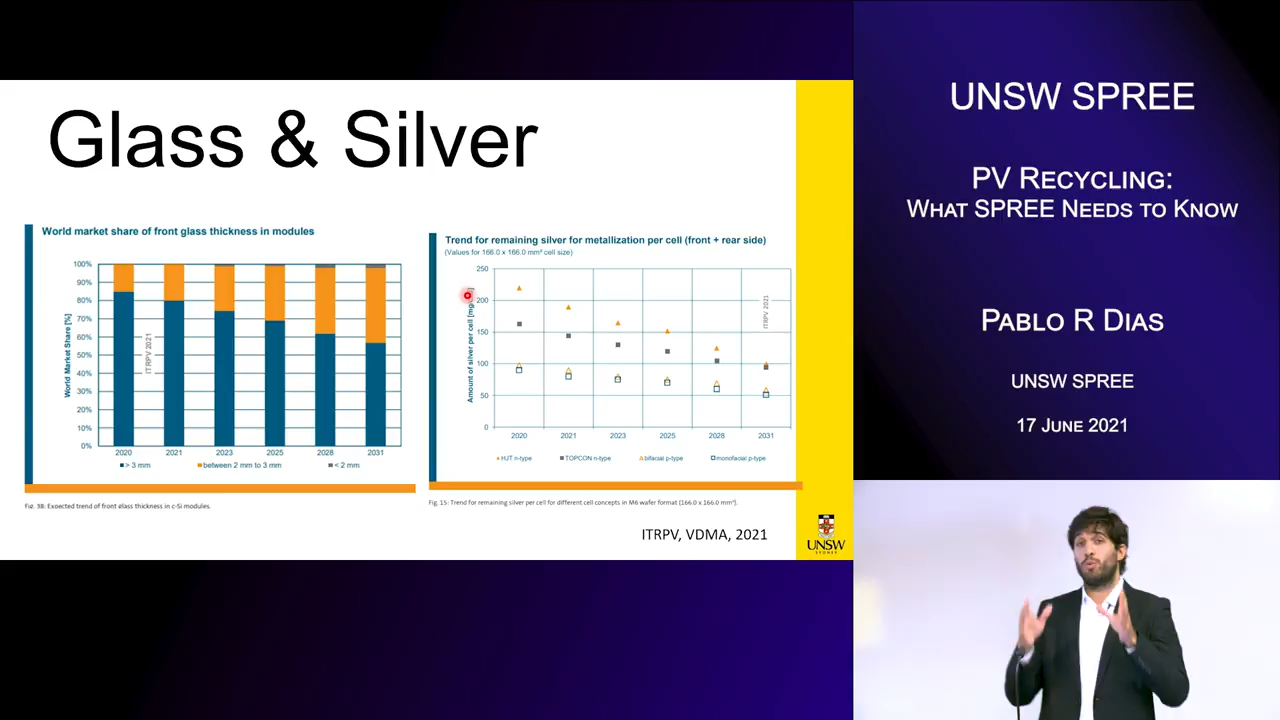 Glass & Silver
World market share of front glass thickness in modules
World Market Share [%]
100%
90%
80%
70%
60%
50%
40%
30%
20%
10%
0%
ITRPV 2021
2020 2021 2023 2025 2028 2031
> 3 mm between 2 mm to 3 mm < 2 mm
Fig. 38: Expected trend of front glass thickness in c-Si modules.
Trend for remaining silver for metallization per cell (front + rear side)
(Values for 166.0 x 166.0 mm² cell size)
Amount of silver per cell
250
200
150
100
50
0
ITRPV 2021
2020 2021 2023 2025 2028 2031
HJT n-type TOPCON n-type bifacial p-type monofacial p-type
Fig. 15: Trend for remaining silver per cell for different cell concepts in M6 wafer format (166.0 x 166.0 mm²).
ITRPV, VDMA, 2021
UNSW
SYDNEY
UNSW SPREE
PV Recycling:
What SPREE Needs to Know
Pablo R Dias
UNSW SPREE
17 June 2021